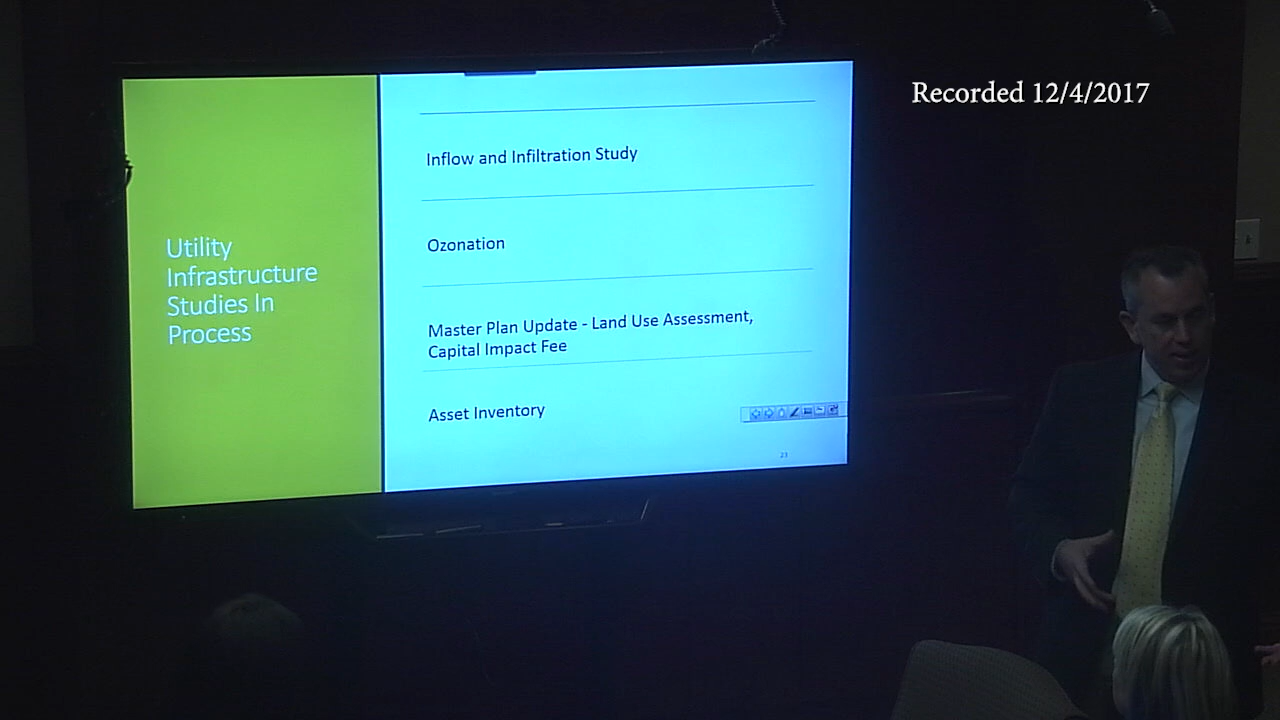 Recorded 12/4/2017
Utility
Infrastructure
Studies In
Process
Inflow and Infiltration Study
Ozonation
Master Plan Update - Land Use Assessment,
Capital Impact Fee
Asset Inventory
23